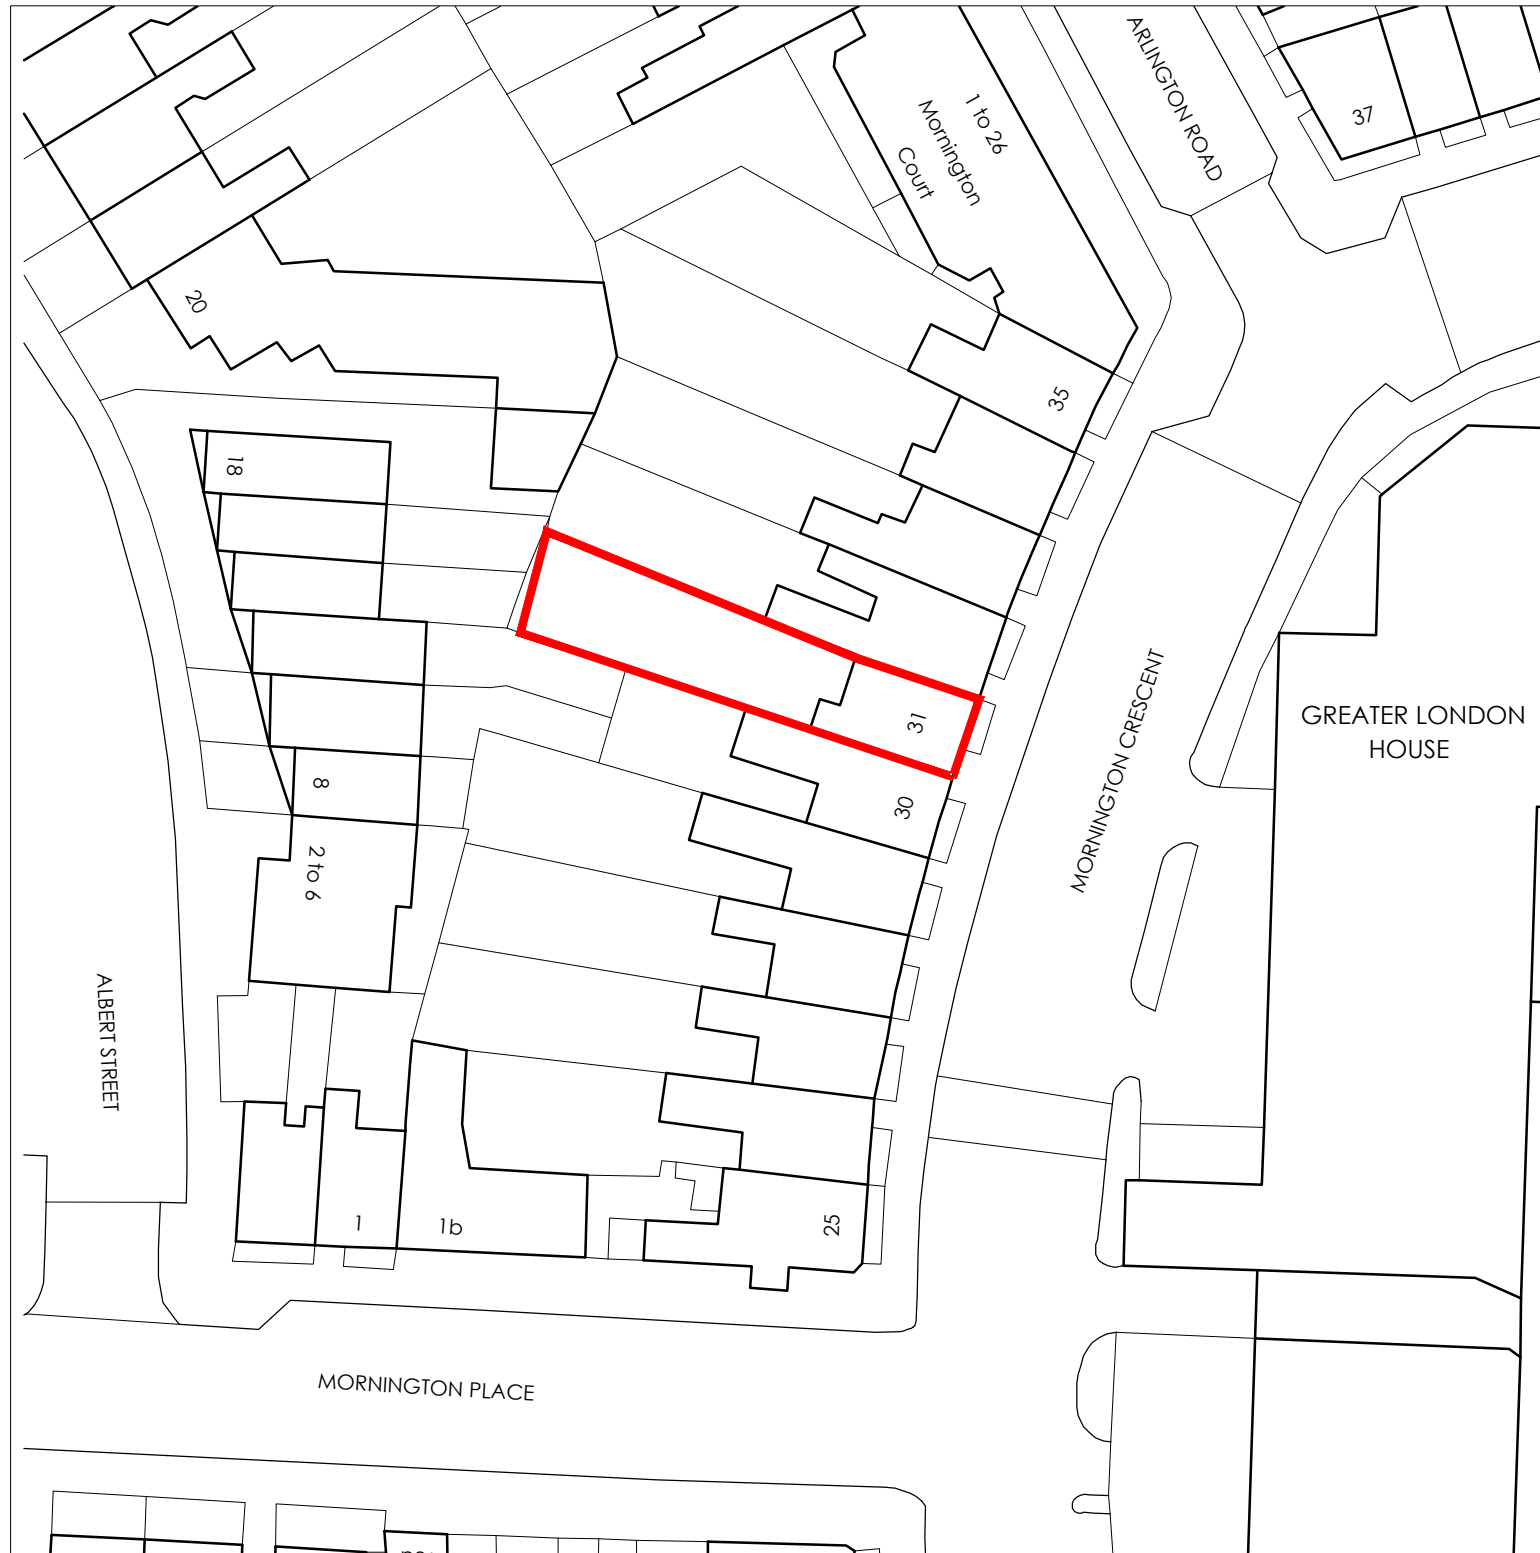 ARLINGTON ROAD
37
1 to 26
Mornington
Court
20
35
18
31
MORNINGTON CRESCENT
GREATER LONDON
HOUSE
8
30
2 to 6
ALBERT STREET
1
1b
25
MORNINGTON PLACE